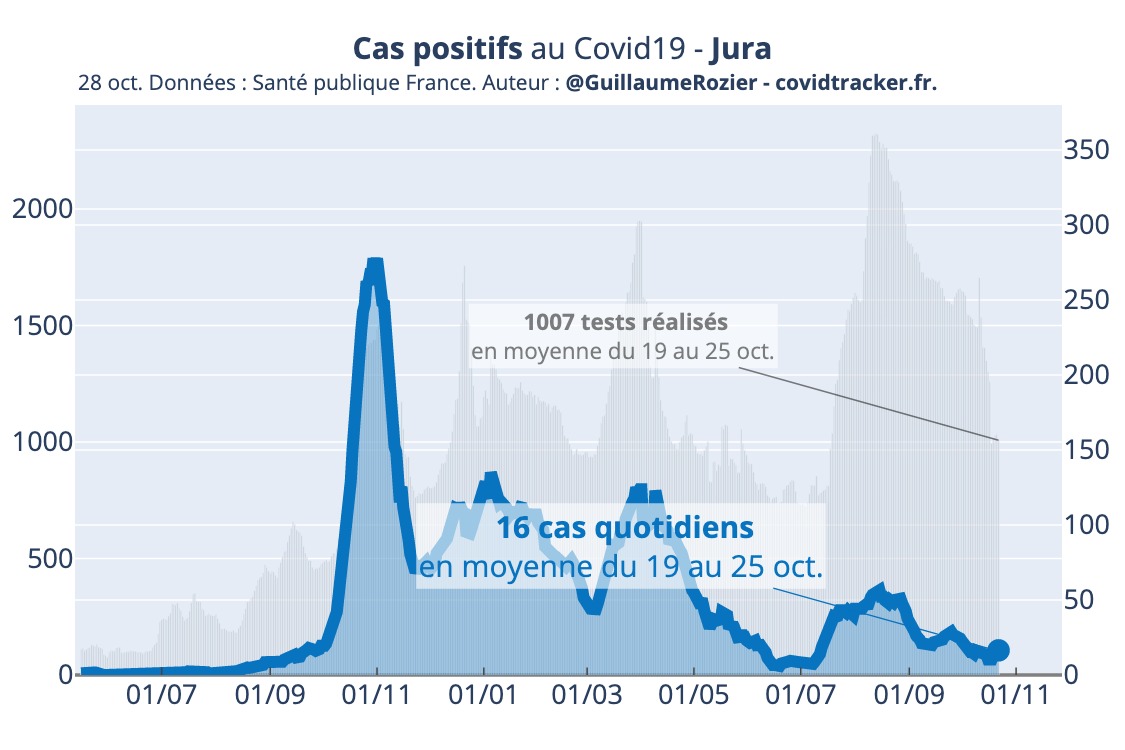 Cas positifs au Covid19 - Jura
28 oct. Données : Santé publique France. Auteur : @GuillaumeRozier - covidtracker.fr.
350
2000
300
250
1007 tests réalisés
en moyenne du 19 au 25 oct.
1500
200
1000
150
16 cas quotidiens
en moyenne du 19 au 25 oct.
100
500
50
0
0
01/07 01/09 01/11 01/01 01/03 01/05 01/07 01/09 01/11